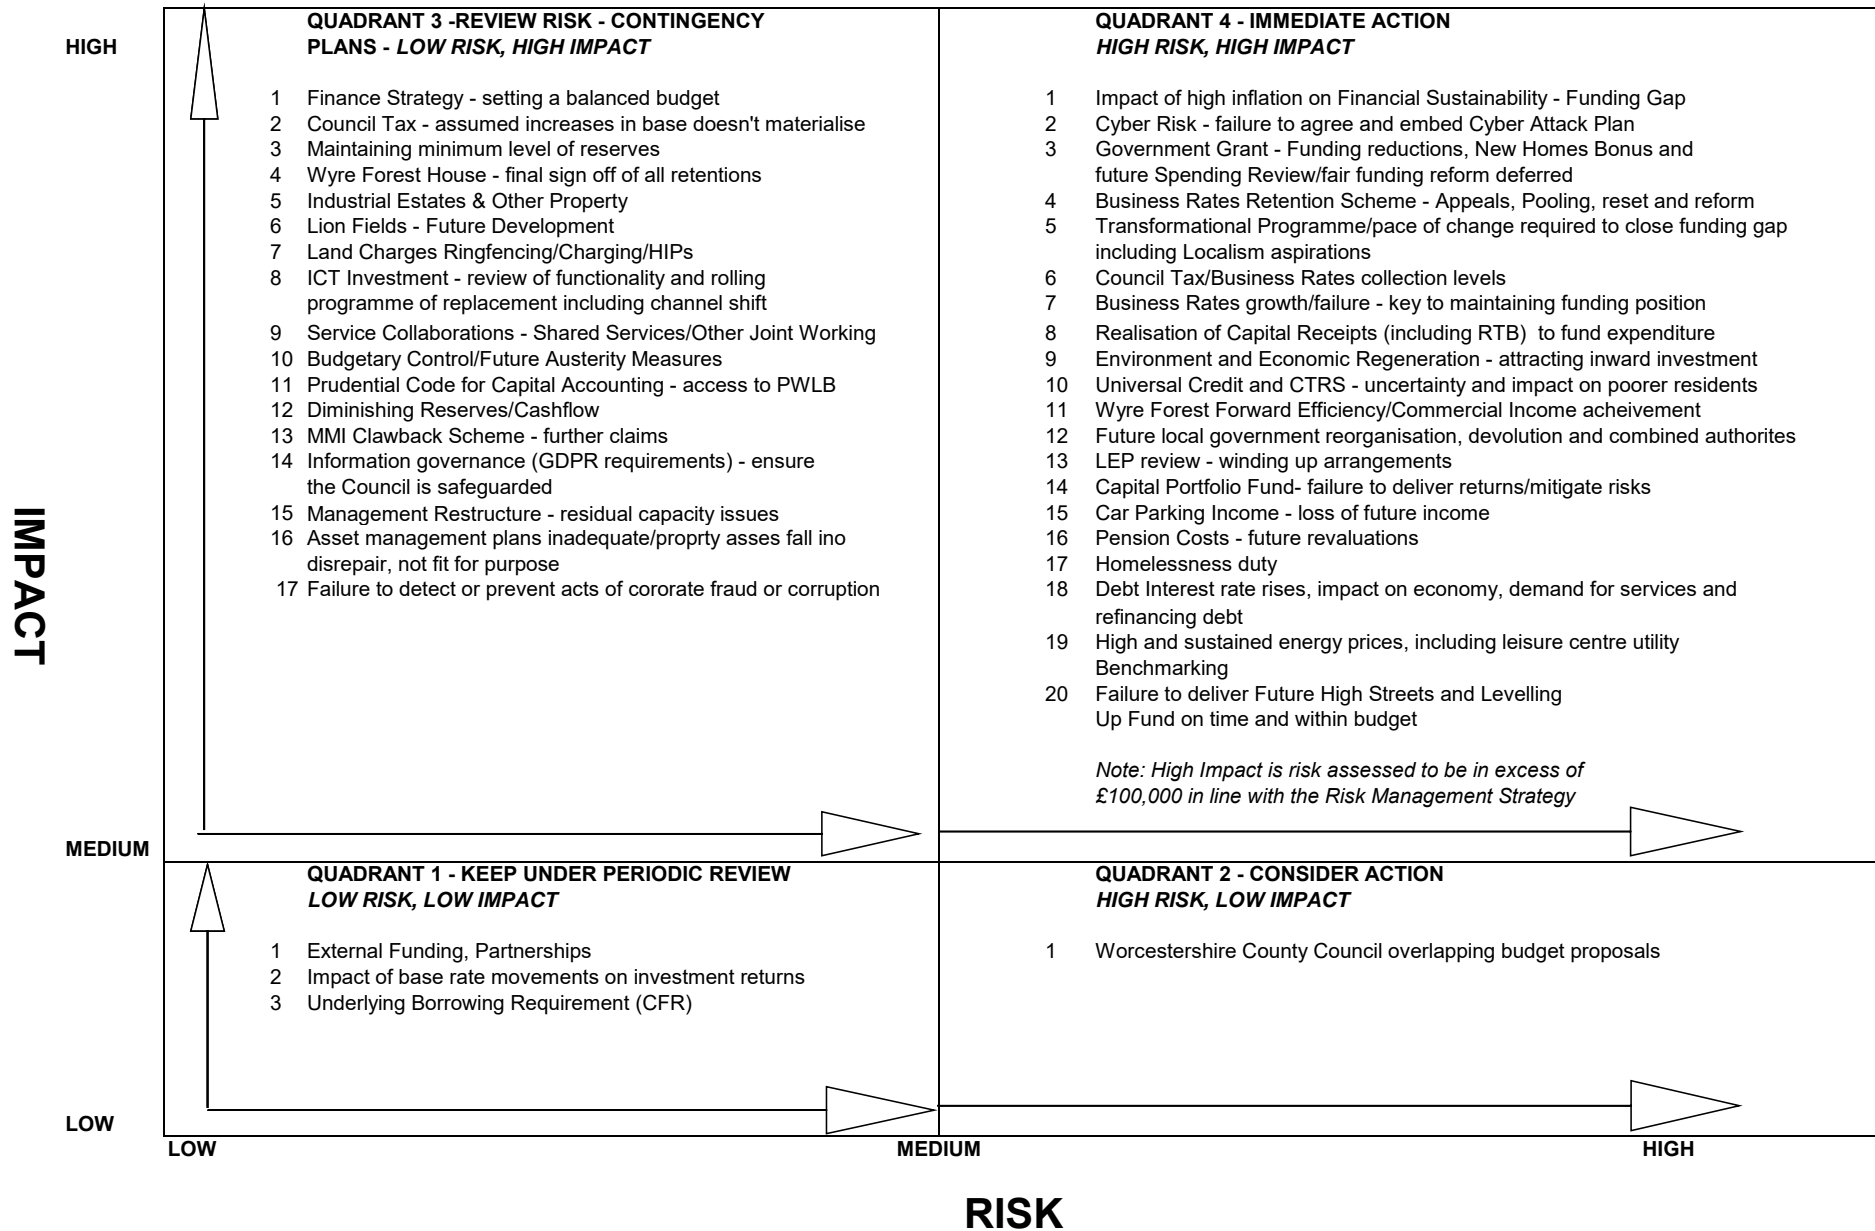 HIGH
QUADRANT 3 -REVIEW RISK - CONTINGENCY
PLANS - LOW RISK, HIGH IMPACT
1 Finance Strategy - setting a balanced budget
2 Council Tax - assumed increases in base doesn't materialise
3 Maintaining minimum level of reserves
4 Wyre Forest House - final sign off of all retentions
5 Industrial Estates & Other Property
6 Lion Fields - Future Development
7 Land Charges Ringfencing/Charging/HIPs
8 ICT Investment - review of functionality and rolling
programme of replacement including channel shift
9 Service Collaborations - Shared Services/Other Joint Working
10 Budgetary Control/Future Austerity Measures
11 Prudential Code for Capital Accounting - access to PWLB
12 Diminishing Reserves/Cashflow
13 MMI Clawback Scheme - further claims
14 Information governance (GDPR requirements) - ensure
the Council is safeguarded
15 Management Restructure - residual capacity issues
16 Asset management plans inadequate/proprty asses fall ino
disrepair, not fit for purpose
17 Failure to detect or prevent acts of cororate fraud or corruption
QUADRANT 4 - IMMEDIATE ACTION
HIGH RISK, HIGH IMPACT
1 Impact of high inflation on Financial Sustainability - Funding Gap
2 Cyber Risk - failure to agree and embed Cyber Attack Plan
3 Government Grant - Funding reductions, New Homes Bonus and
future Spending Review/fair funding reform deferred
4 Business Rates Retention Scheme - Appeals, Pooling, reset and reform
5 Transformational Programme/pace of change required to close funding gap
including Localism aspirations
6 Council Tax/Business Rates collection levels
7 Business Rates growth/failure - key to maintaining funding position
8 Realisation of Capital Receipts (including RTB) to fund expenditure
9 Environment and Economic Regeneration - attracting inward investment
10 Universal Credit and CTRS - uncertainty and impact on poorer residents
11 Wyre Forest Forward Efficiency/Commercial Income acheivement
12 Future local government reorganisation, devolution and combined authorites
13 LEP review - winding up arrangements
14 Capital Portfolio Fund- failure to deliver returns/mitigate risks
15 Car Parking Income - loss of future income
16 Pension Costs - future revaluations
17 Homelessness duty
18 Debt Interest rate rises, impact on economy, demand for services and
refinancing debt
19 High and sustained energy prices, including leisure centre utility
Benchmarking
20 Failure to deliver Future High Streets and Levelling
Up Fund on time and within budget
Note: High Impact is risk assessed to be in excess of
£100,000 in line with the Risk Management Strategy
IMPACT
MEDIUM
QUADRANT 1 - KEEP UNDER PERIODIC REVIEW
LOW RISK, LOW IMPACT
1 External Funding, Partnerships
2 Impact of base rate movements on investment returns
3 Underlying Borrowing Requirement (CFR)
QUADRANT 2 - CONSIDER ACTION
HIGH RISK, LOW IMPACT
1 Worcestershire County Council overlapping budget proposals
LOW
LOW MEDIUM HIGH
RISK